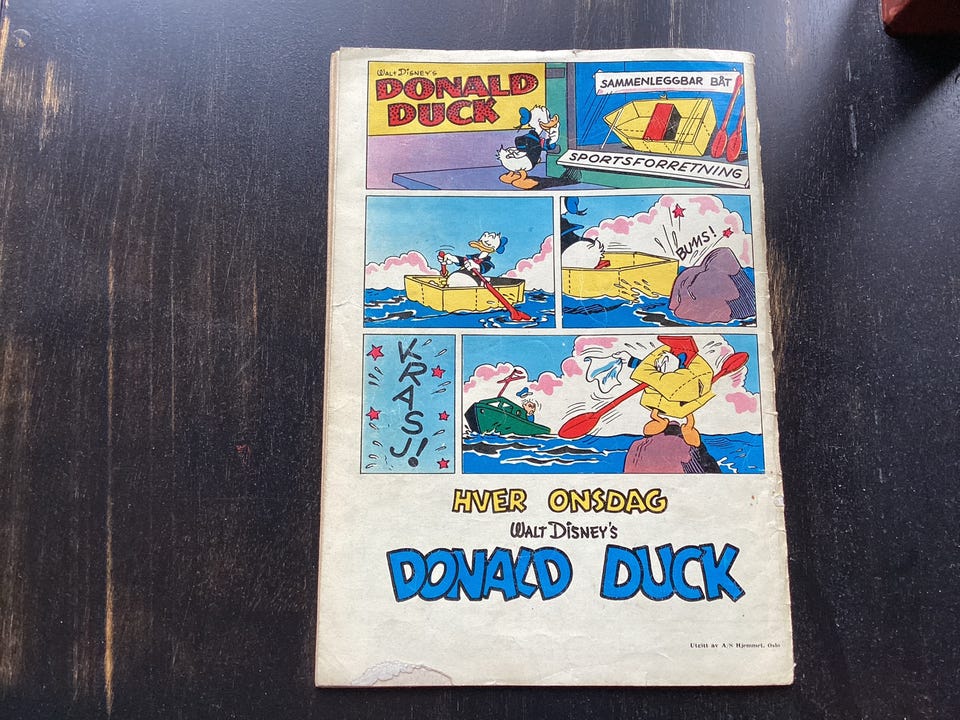 WALT DISNEY'S
DONALD
DUCK
SAMMENLEGGBAR BÅT
SPORTSFORRETNING
BUMS!
KRASJ!
HVER ONSDAG
WALT DISNEY'S
DONALD DUCK
Utgitt av A/S Hjemmet, Oslo